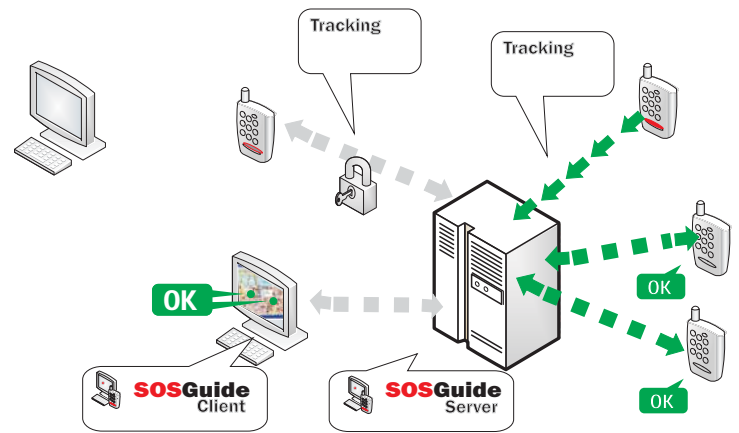 Tracking
Tracking
OK
OK
SOSGuide
Client
SOSGuide
Server
OK